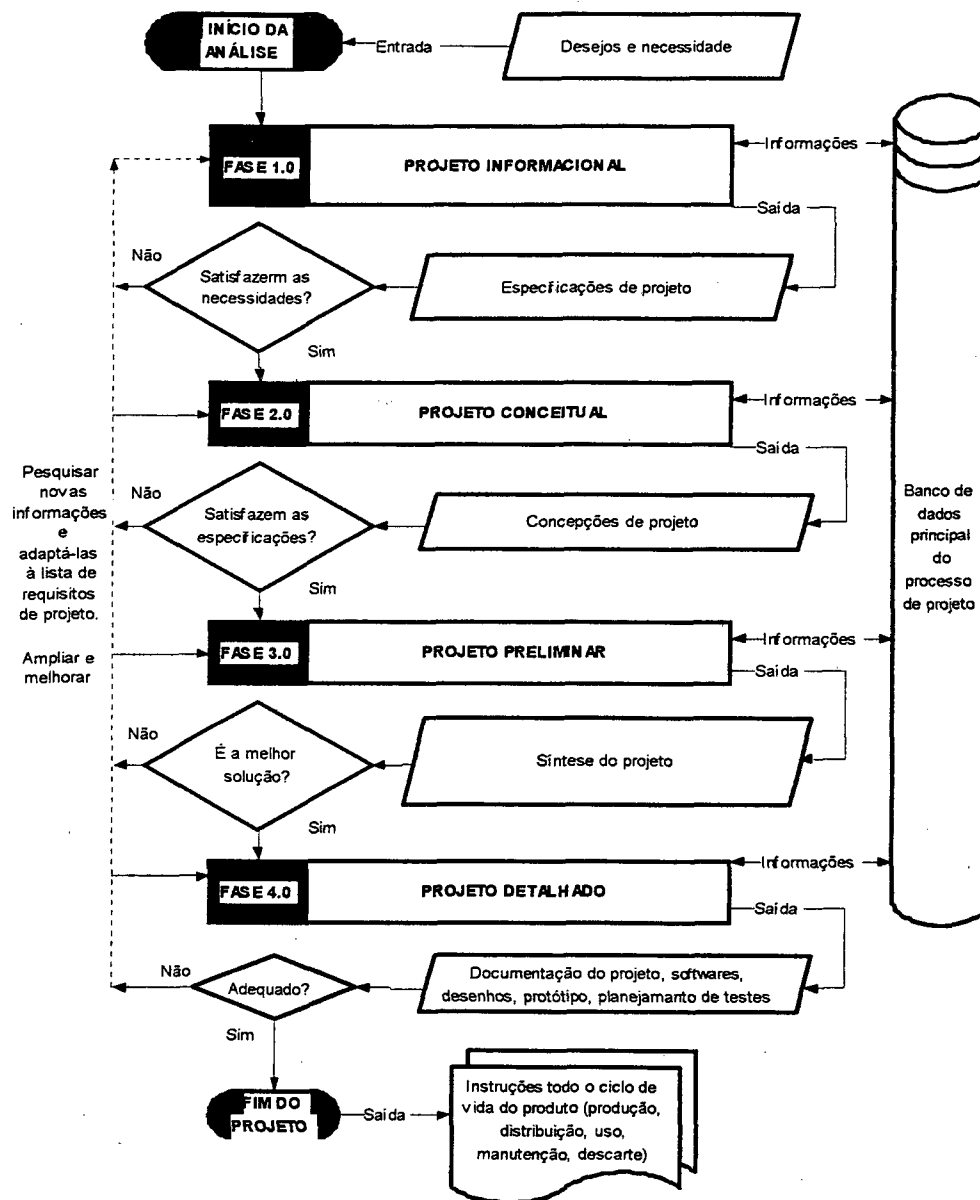 INÍCIO DA
ANÁLISE
Entrada
Desejos e necessidade
FASE 1.0
PROJETO INFORMACIONAL
Informações
Saída
Não
Satisfazerm as
necessidades?
Especificações de projeto
Sim
FASE 2.0
PROJETO CONCEITUAL
Informações
Saída
Não
Satisfazem as
especificações?
Concepções de projeto
Sim
Pesquisar
novas
informações
e
adaptá-las
à lista de
requisitos
de projeto.
Ampliar e
melhorar
Banco de
dados
principal
do
processo
de projeto
FASE 3.0
PROJETO PRELIMINAR
Informações
Saída
Não
É a melhor
solução?
Síntese do projeto
Sim
FASE 4.0
PROJETO DETALHADO
Informações
Saída
Não
Adequado?
Documentação do projeto, softwares,
desenhos, protótipo, planejamanto de testes
Sim
FIM DO
PROJETO
Saída
Instruções todo o ciclo de
vida do produto (produção,
distribuição, uso,
manutenção, descarte)